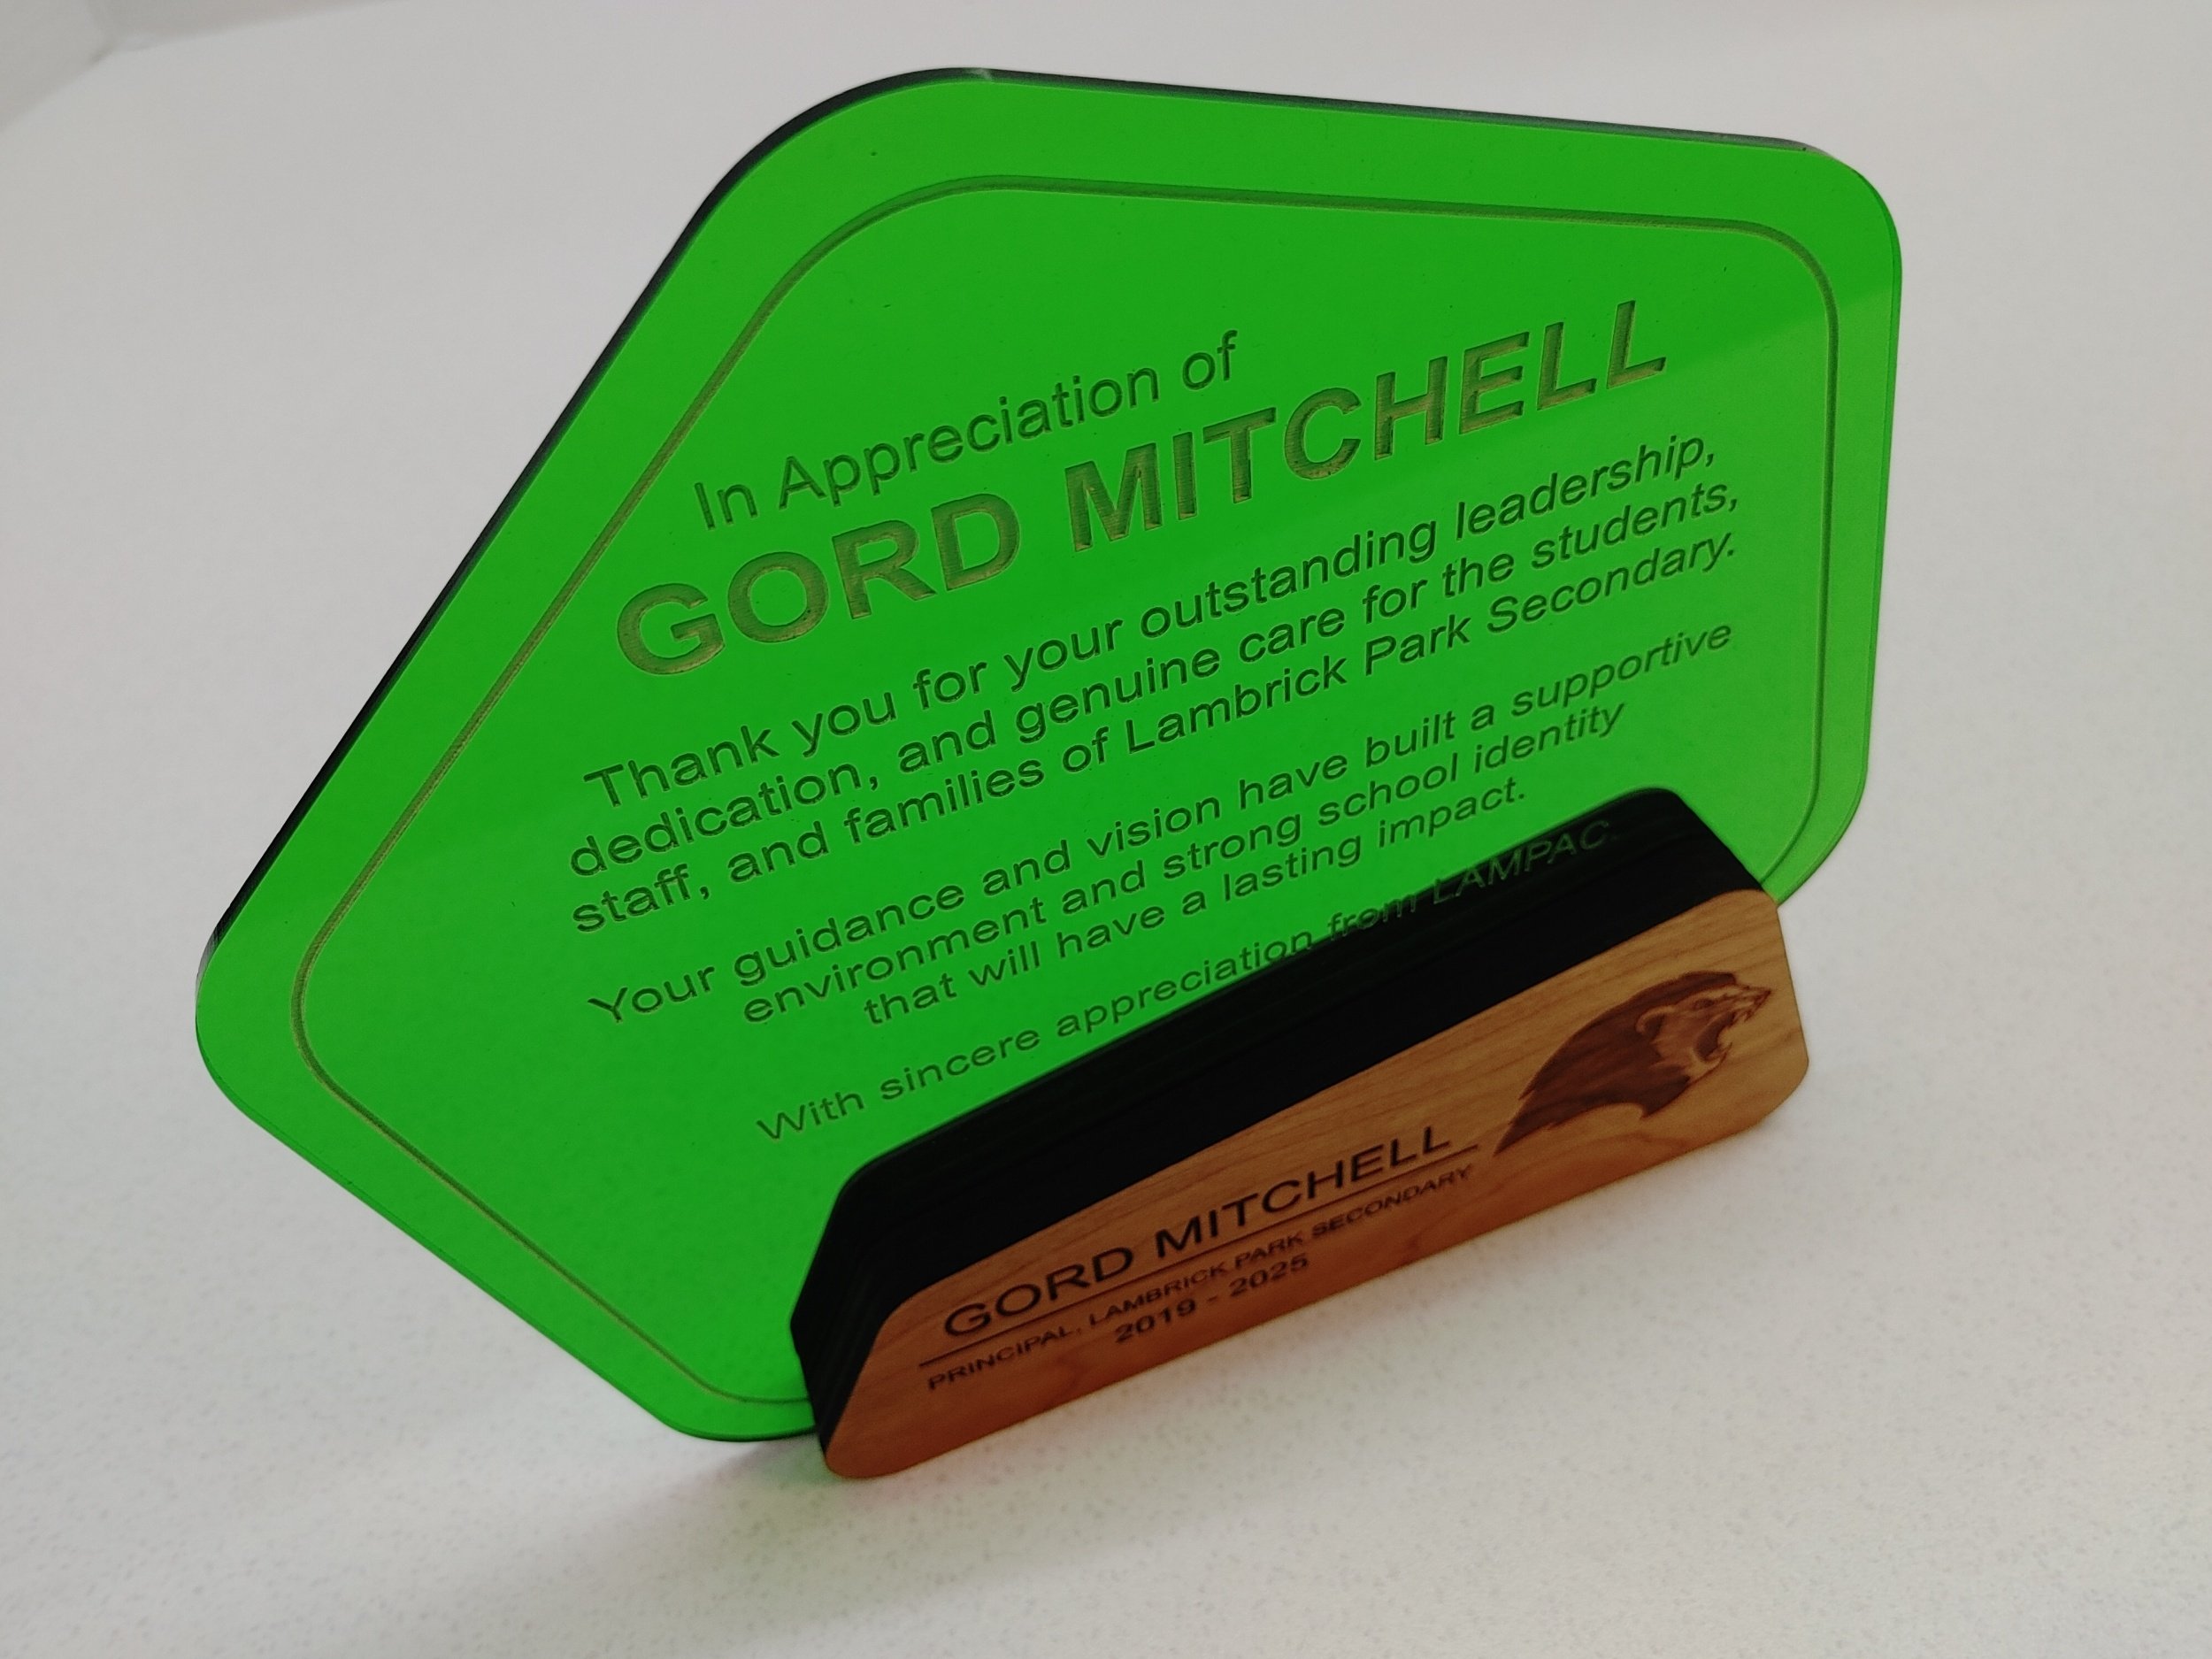 In Appreciation of
GORD MITCHELL
Thank you for your outstanding leadership,
dedication, and genuine care for the students,
staff, and families of Lambrick Park Secondary.
Your guidance and vision have built a supportive
environment and strong school identity
that will have a lasting impact.
With sincere appreciation from LAMPAC.
GORD MITCHELL
PRINCIPAL, LAMBRICK PARK SECONDARY
2019 - 2025